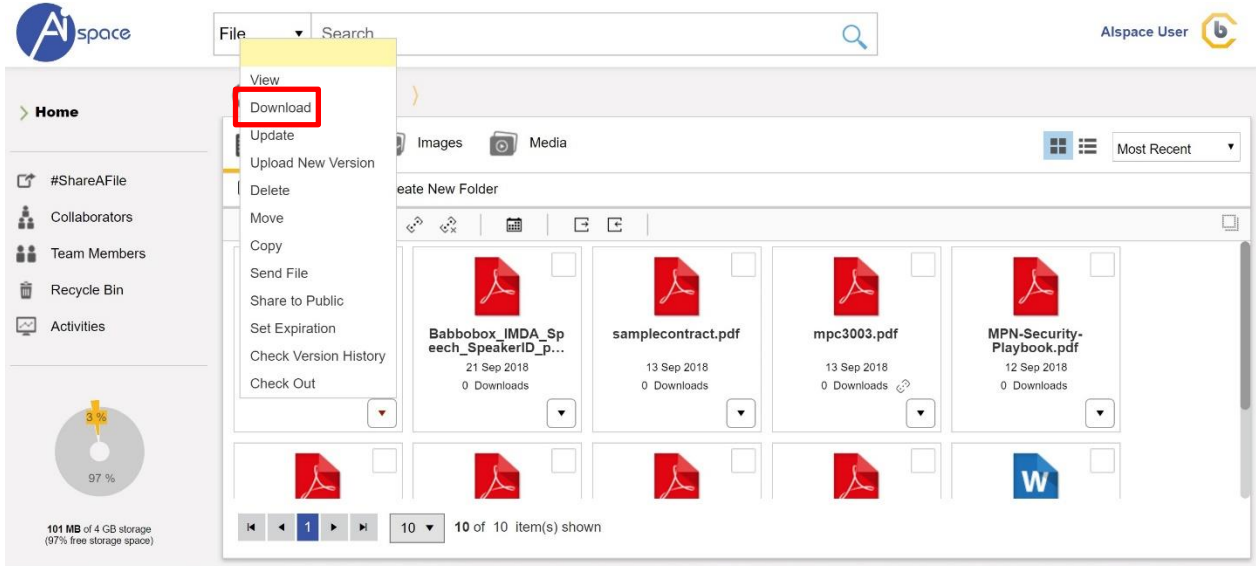 Ai space
File
Search
AIspace User
b
Home
#ShareAFile
Collaborators
Team Members
Recycle Bin
Activities
3 %
97 %
101 MB of 4 GB storage
(97% free storage space)
View
Download
Update
Upload New Version
Delete
Move
Copy
Send File
Share to Public
Set Expiration
Check Version History
Check Out
Images
Media
Most Recent
eate New Folder
Babbobox_IMDA_Sp
eech_SpeakerID_p...
21 Sep 2018
0 Downloads
samplecontract.pdf
13 Sep 2018
0 Downloads
mpc3003.pdf
13 Sep 2018
0 Downloads
MPN-Security-
Playbook.pdf
12 Sep 2018
0 Downloads
W
1
10
10 of 10 item(s) shown